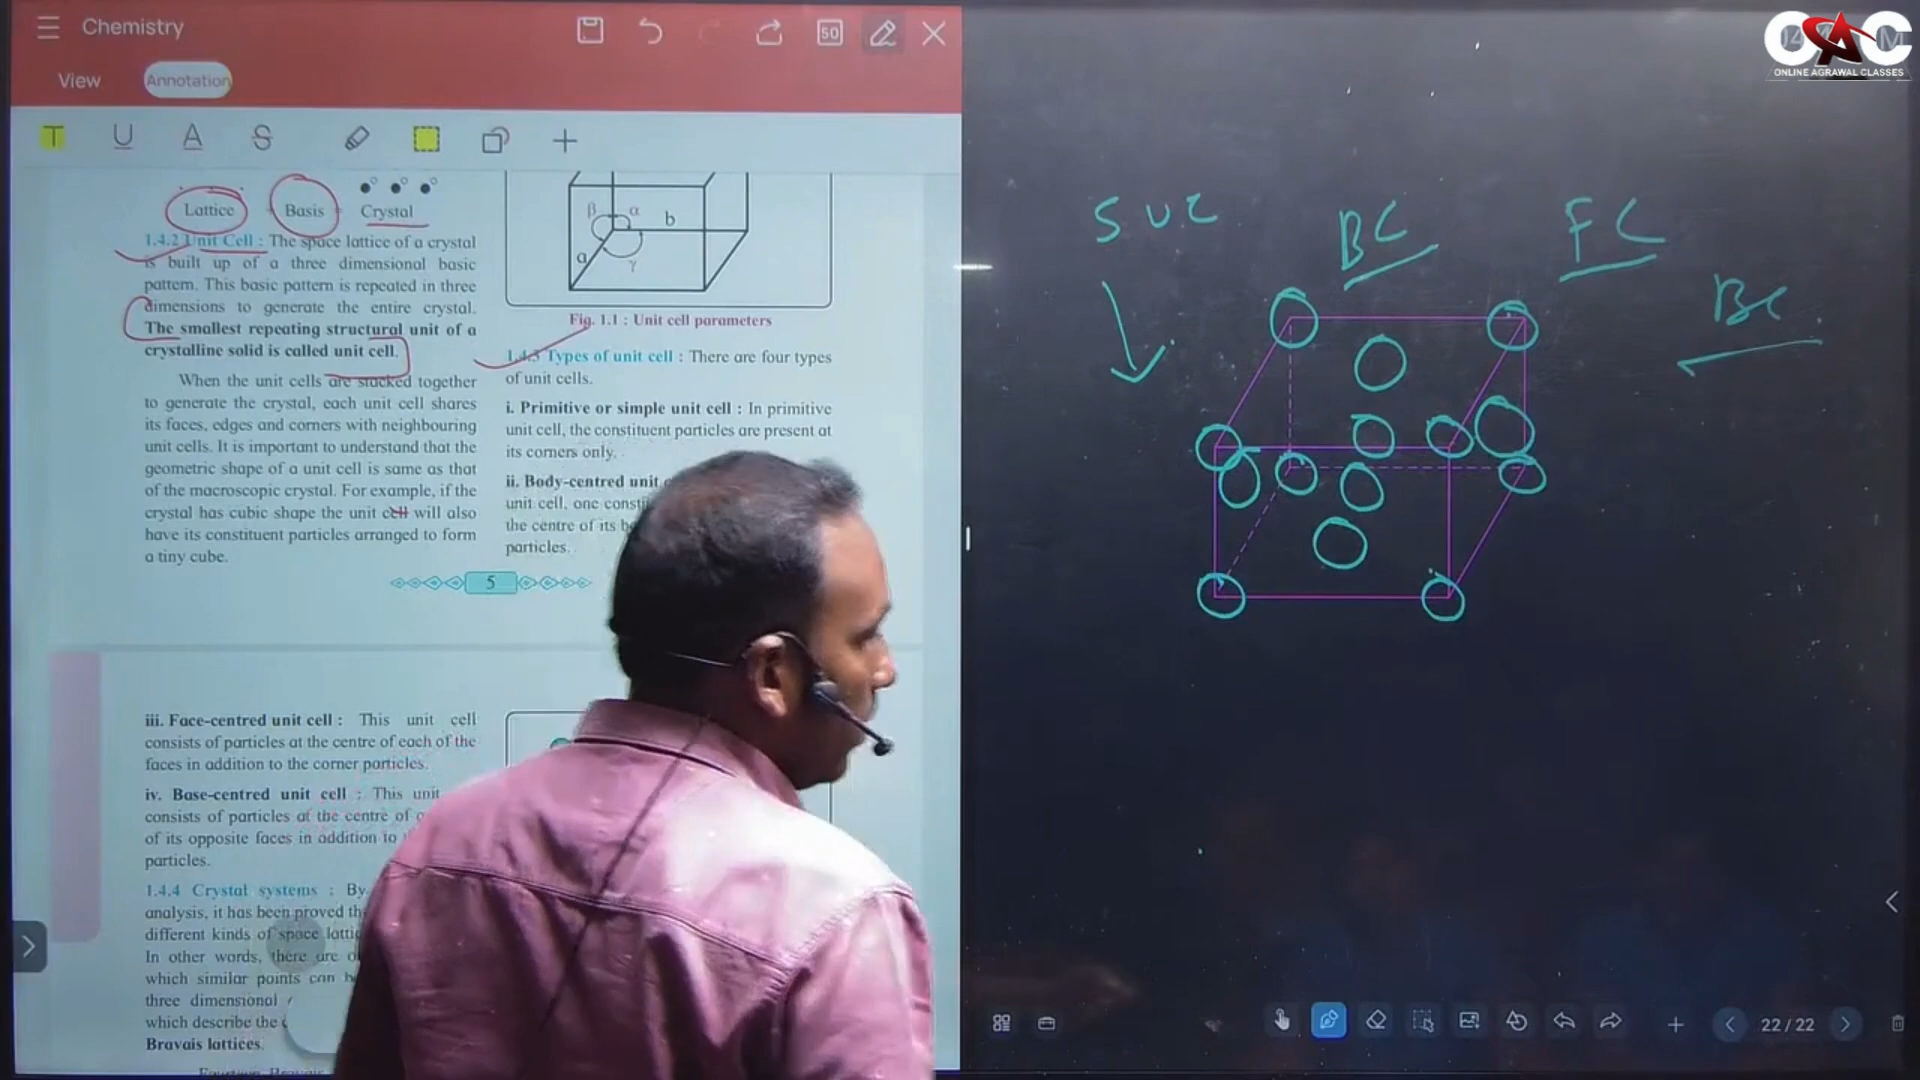 Chemistry
50
View
Annotation
T U A S
Lattice Basis Crystal
1.4.2 Unit Cell : The space lattice of a crystal
is built up of a three dimensional basic
pattern. This basic pattern is repeated in three
dimensions to generate the entire crystal.
The smallest repeating structural unit of a
crystalline solid is called unit cell.
When the unit cells are stacked together
to generate the crystal, each unit cell shares
its faces, edges and corners with neighbouring
unit cells. It is important to understand that the
geometric shape of a unit cell is same as that
of the macroscopic crystal. For example, if the
crystal has cubic shape the unit cell will also
have its constituent particles arranged to form
a tiny cube.
β α b
a γ
Fig. 1.1 : Unit cell parameters
1.4.3 Types of unit cell : There are four types
of unit cells.
i. Primitive or simple unit cell : In primitive
unit cell, the constituent particles are present at
its corners only.
ii. Body-centred unit
unit cell, one
the centre of its
particles.
5
iii. Face-centred unit cell : This unit cell
consists of particles at the centre of each of the
faces in addition to the corner particles.
iv. Base-centred unit cell : This unit
consists of particles at the centre of
of its opposite faces in addition to
particles.
1.4.4 Crystal systems : By
analysis, it has been proved
different kinds of space
In other words, there are
which similar points can
three dimensional
which describe the
Bravais lattices.
OAC
ONLINE AGRAWAL CLASSES
SUC BC FC
BC
22 / 22